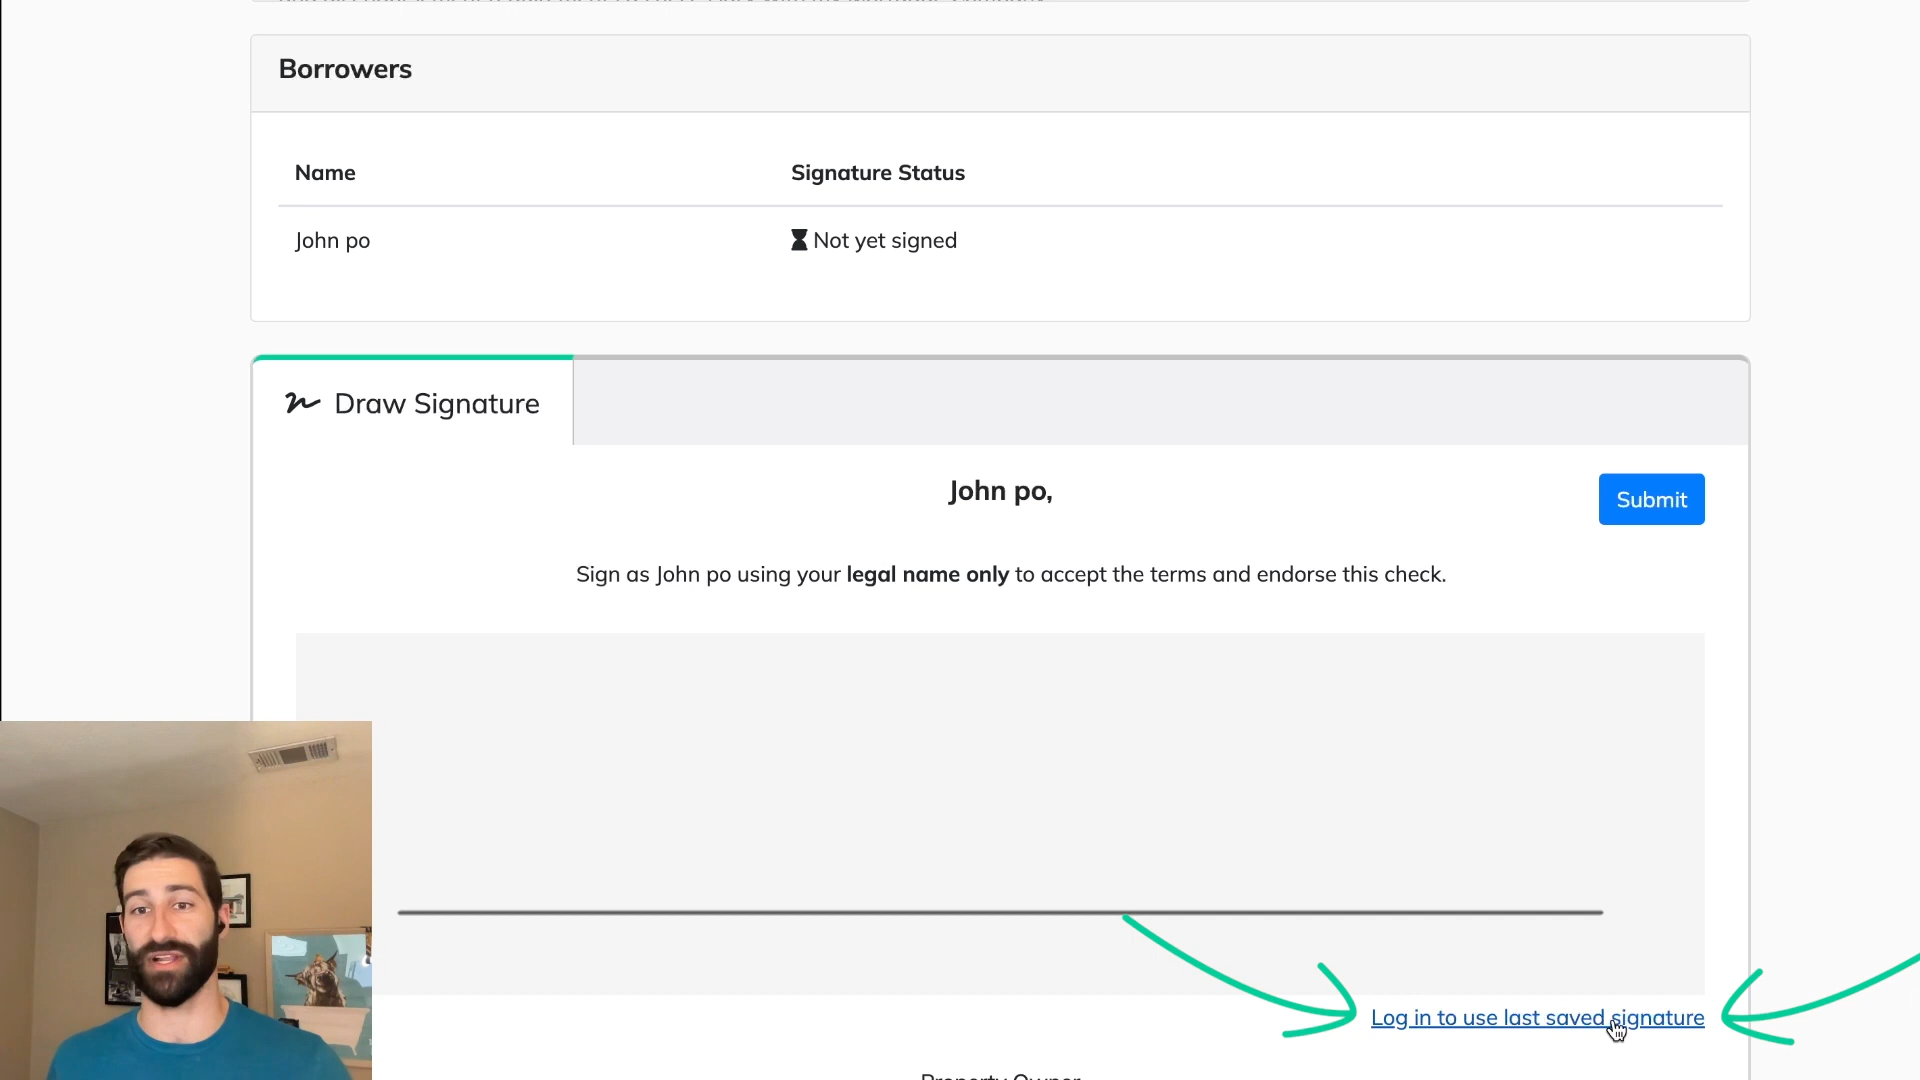 Borrowers
Name Signature Status
John po Not yet signed
Draw Signature
John po,
Submit
Sign as John po using your legal name only to accept the terms and endorse this check.
Log in to use last saved signature
Property Owner